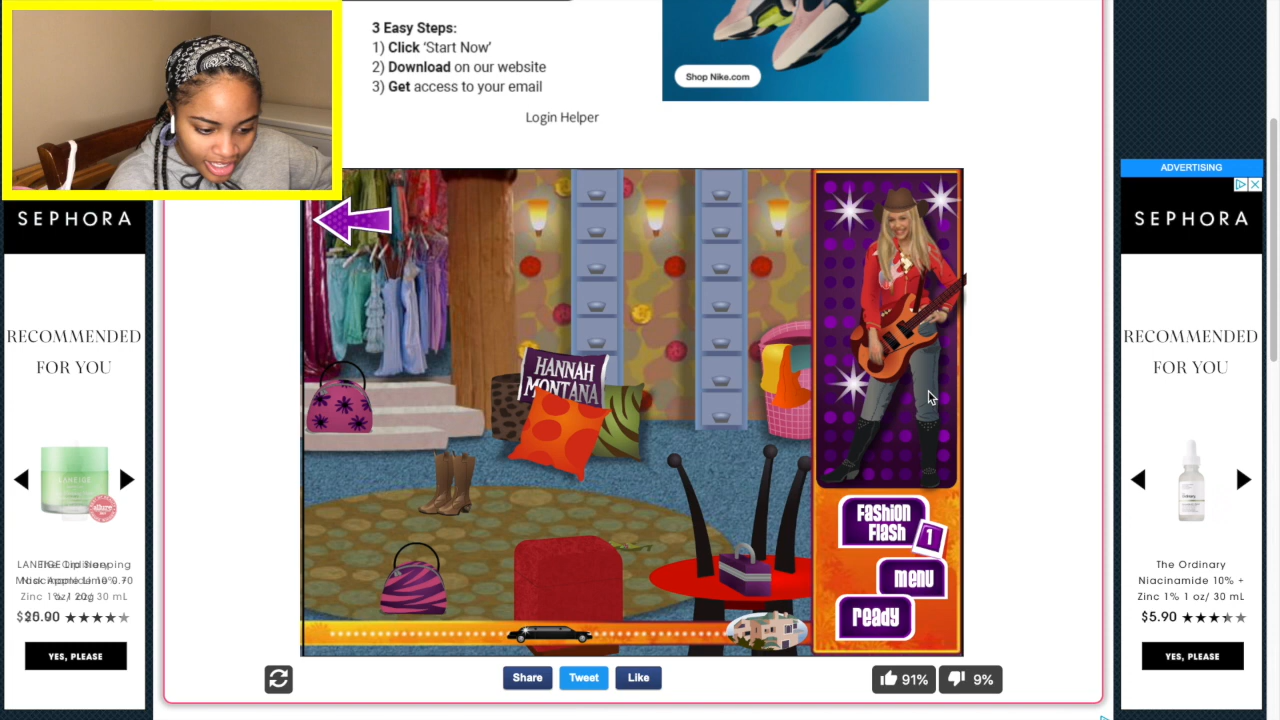 3 Easy Steps:
1) Click ‘Start Now’
2) Download on our website
3) Get access to your email
Login Helper
Shop Nike.com
ADVERTISING
SEPHORA
SEPHORA
RECOMMENDED
FOR YOU
RECOMMENDED
FOR YOU
HANNAH
MONTANA
LANEIGE
The Ordinary
Niacinamide 10% +
Zinc 1% 1 oz/ 30 mL
$5.90
YES, PLEASE
YES, PLEASE
Fashion
Flash
1
menu
ready
Share
Tweet
Like
91%
9%